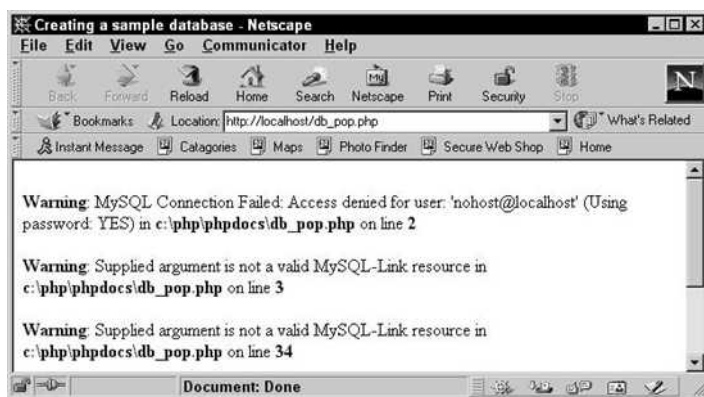 Creating a sample database - Netscape
File Edit View Go Communicator Help
Back Forward Reload Home Search Netscape Print Security Stop
N
Bookmarks Location: http://localhost/db_pop.php What's Related
Instant Message Catagories Maps Photo Finder Secure Web Shop Home
Warning: MySQL Connection Failed: Access denied for user: 'nohost@localhost' (Using
password: YES) in c:\php\phpdocs\db_pop.php on line 2
Warning: Supplied argument is not a valid MySQL-Link resource in
c:\php\phpdocs\db_pop.php on line 3
Warning: Supplied argument is not a valid MySQL-Link resource in
c:\php\phpdocs\db_pop.php on line 34
Document: Done